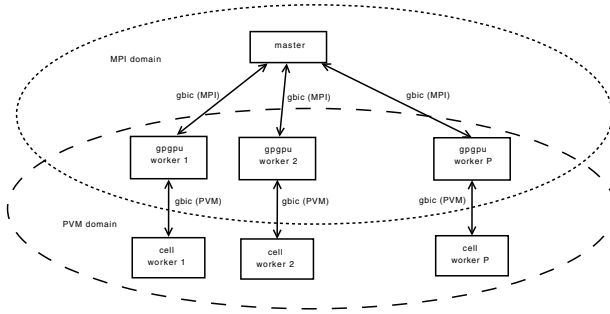 master
MPI domain
gbic (MPI)
gbic (MPI)
gbic (MPI)
gpgpu
worker 1
gpgpu
worker 2
gpgpu
worker P
gbic (PVM)
gbic (PVM)
gbic (PVM)
PVM domain
cell
worker 1
cell
worker 2
cell
worker P